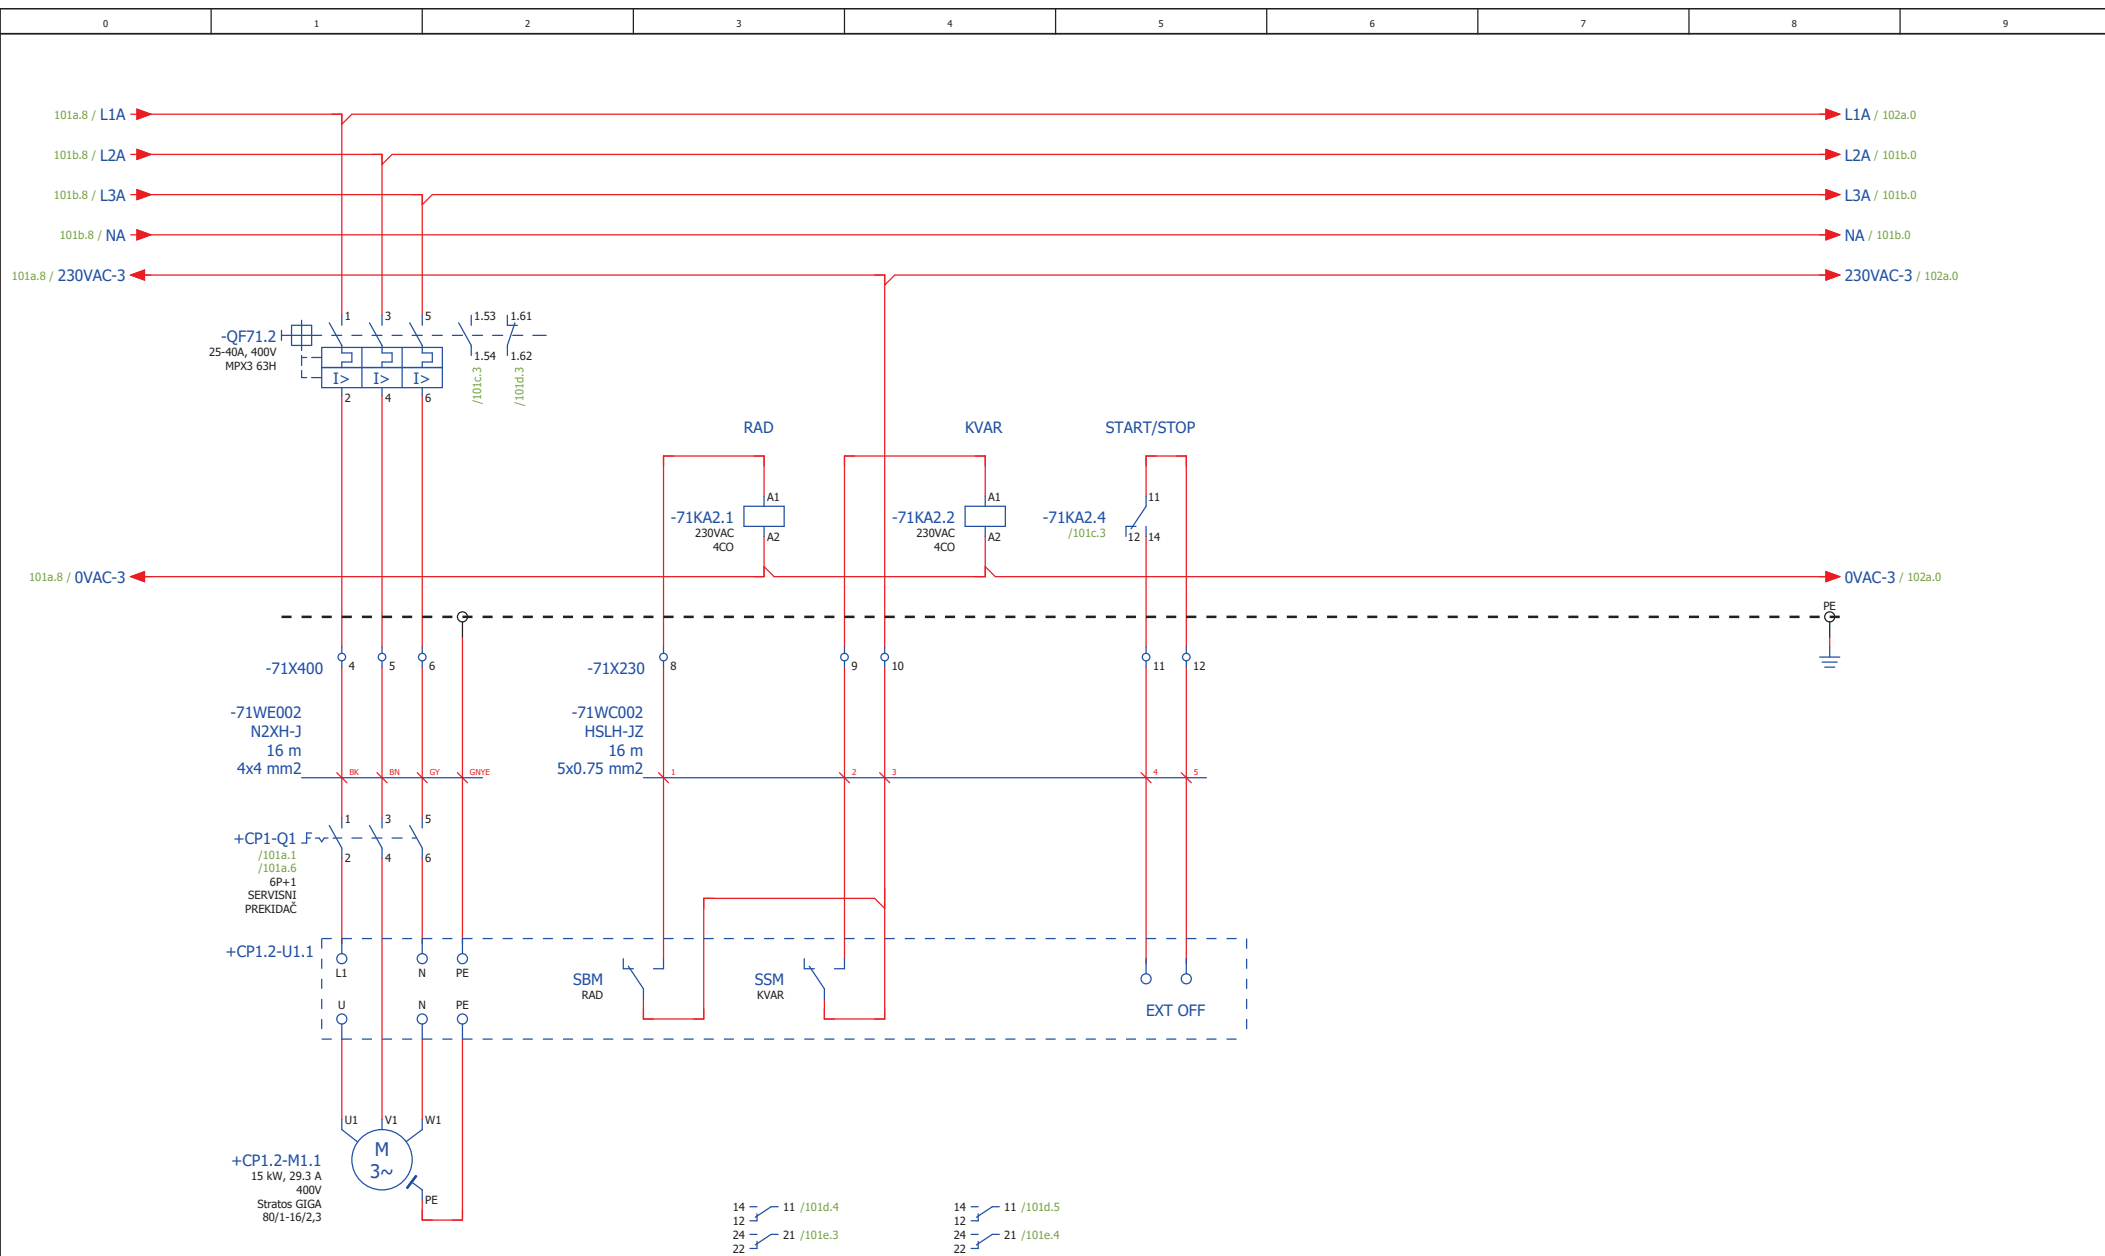 0 1 2 3 4 5 6 7 8 9
101a.8 / L1A L1A / 102a.0
101b.8 / L2A L2A / 101b.0
101b.8 / L3A L3A / 101b.0
101b.8 / NA NA / 101b.0
101a.8 / 230VAC-3 230VAC-3 / 102a.0
1 3 5 1.53 1.61
-QF71.2
25-40A, 400V
MPX3 63H
1.54 1.62
I> I> I>
2 4 6
/101c.3
/101d.3
RAD KVAR START/STOP
A1 A1 11
-71KA2.1 -71KA2.2 -71KA2.4
230VAC 230VAC /101c.3
4CO 4CO
A2 A2 12 14
101a.8 / 0VAC-3 0VAC-3 / 102a.0
PE
-71X400 4 5 6 -71X230 8 9 10 11 12
-71WE002 -71WC002
N2XH-J HSLH-JZ
16 m 16 m
4x4 mm2 5x0.75 mm2
BK BN GY GNYE 1 2 3 4 5
1 3 5
+CP1-Q1
/101a.1
/101a.6
6P+1
SERVISNI
PREKIDAČ
2 4 6
+CP1.2-U1.1
L1 N PE
SBM SSM
RAD KVAR
U N PE
EXT OFF
U1 V1 W1
M
3~
+CP1.2-M1.1
15 kW, 29.3 A
400V
Stratos GIGA
80/1-16/2,3
PE
14 11 /101d.4 14 11 /101d.5
12 12
24 21 /101e.3 24 21 /101e.4
22 22